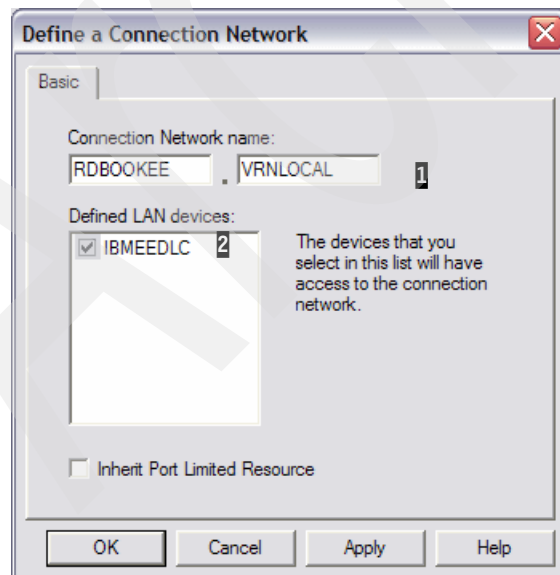 Define a Connection Network
Basic
Connection Network name:
RDBOOKEE . VRNLOCAL 1
Defined LAN devices:
IBMEEDLC 2
The devices that you
select in this list will have
access to the connection
network.
Inherit Port Limited Resource
OK Cancel Apply Help